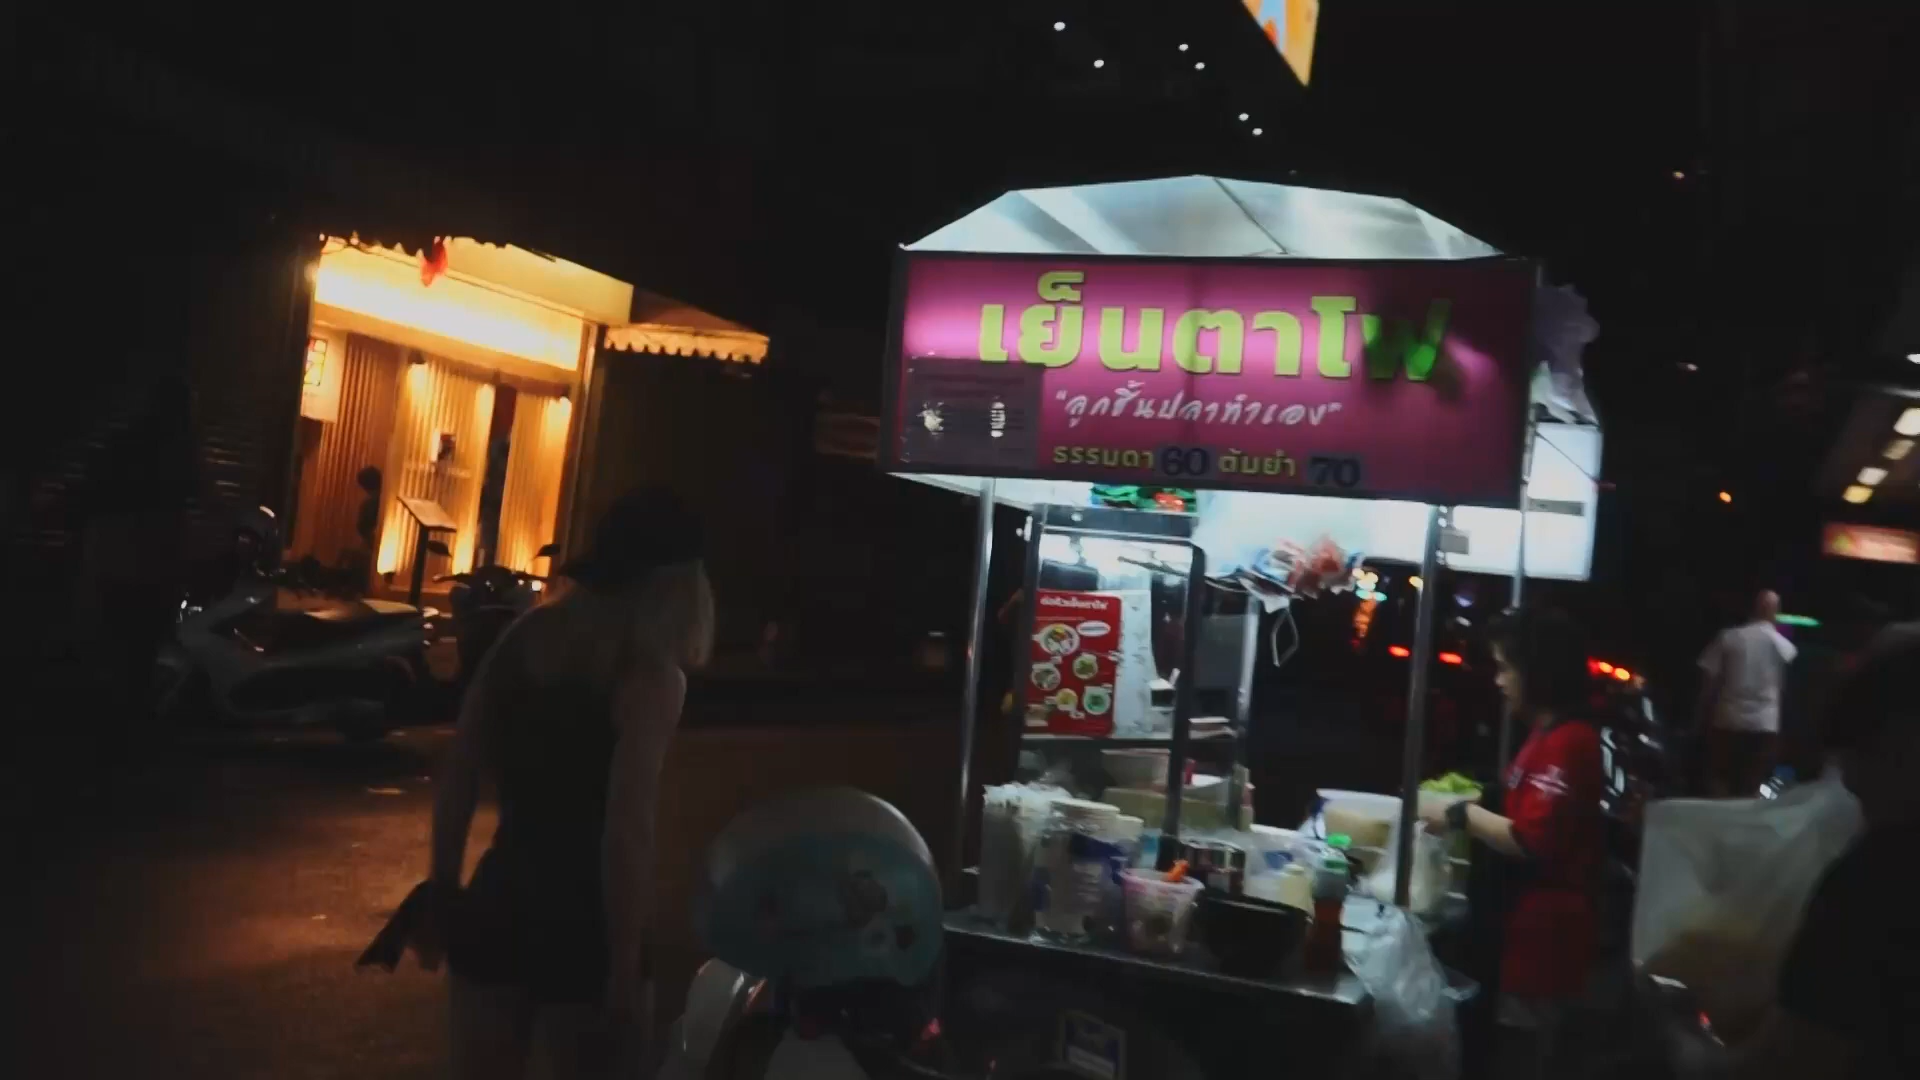 เย็นตาโฟ
"ลูกชิ้นปลาทำเอง"
ธรรมดา 60 ต้มยำ 70